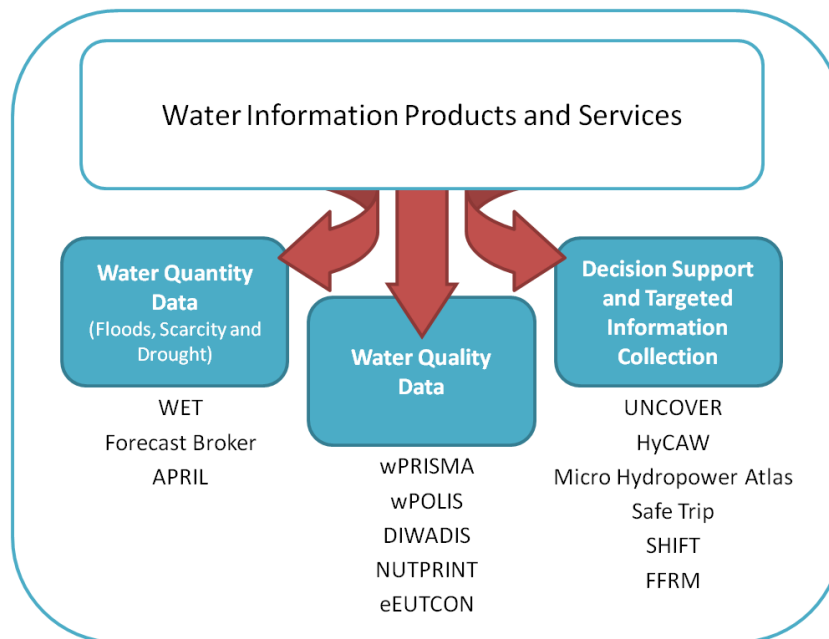 Water Information Products and Services
Water Quantity
Data
(Floods, Scarcity and
Drought)
WET
Forecast Broker
APRIL
Water Quality
Data
wPRISMA
wPOLIS
DIWADIS
NUTPRINT
eEUTCON
Decision Support
and Targeted
Information
Collection
UNCOVER
HyCAW
Micro Hydropower Atlas
Safe Trip
SHIFT
FFRM